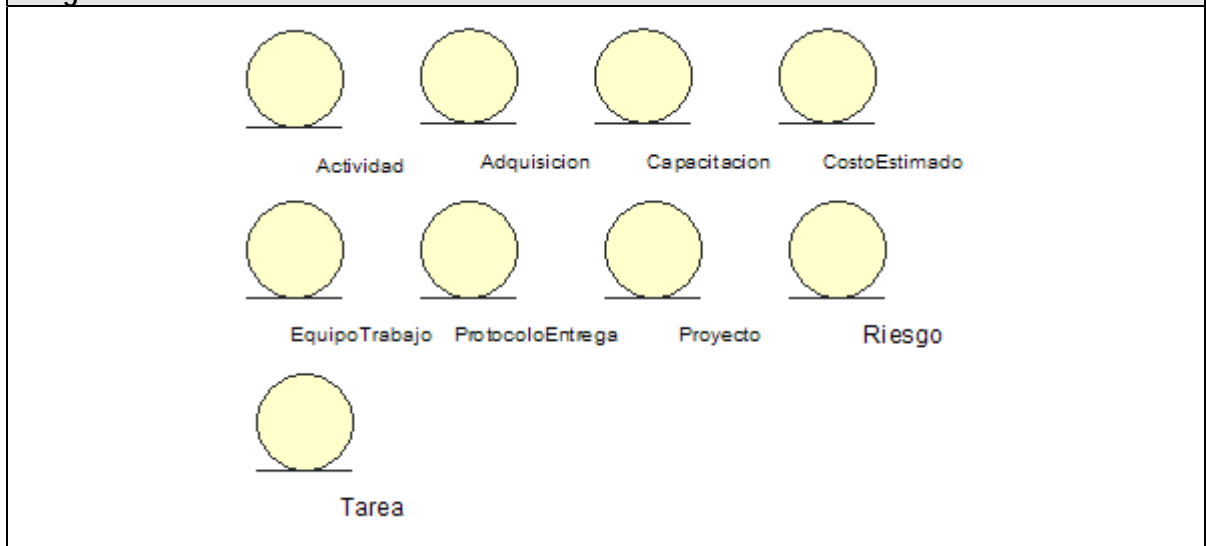 Actividad Adquisicion Capacitacion CostoEstimado
EquipoTrabajo ProtocoloEntrega Proyecto Riesgo
Tarea